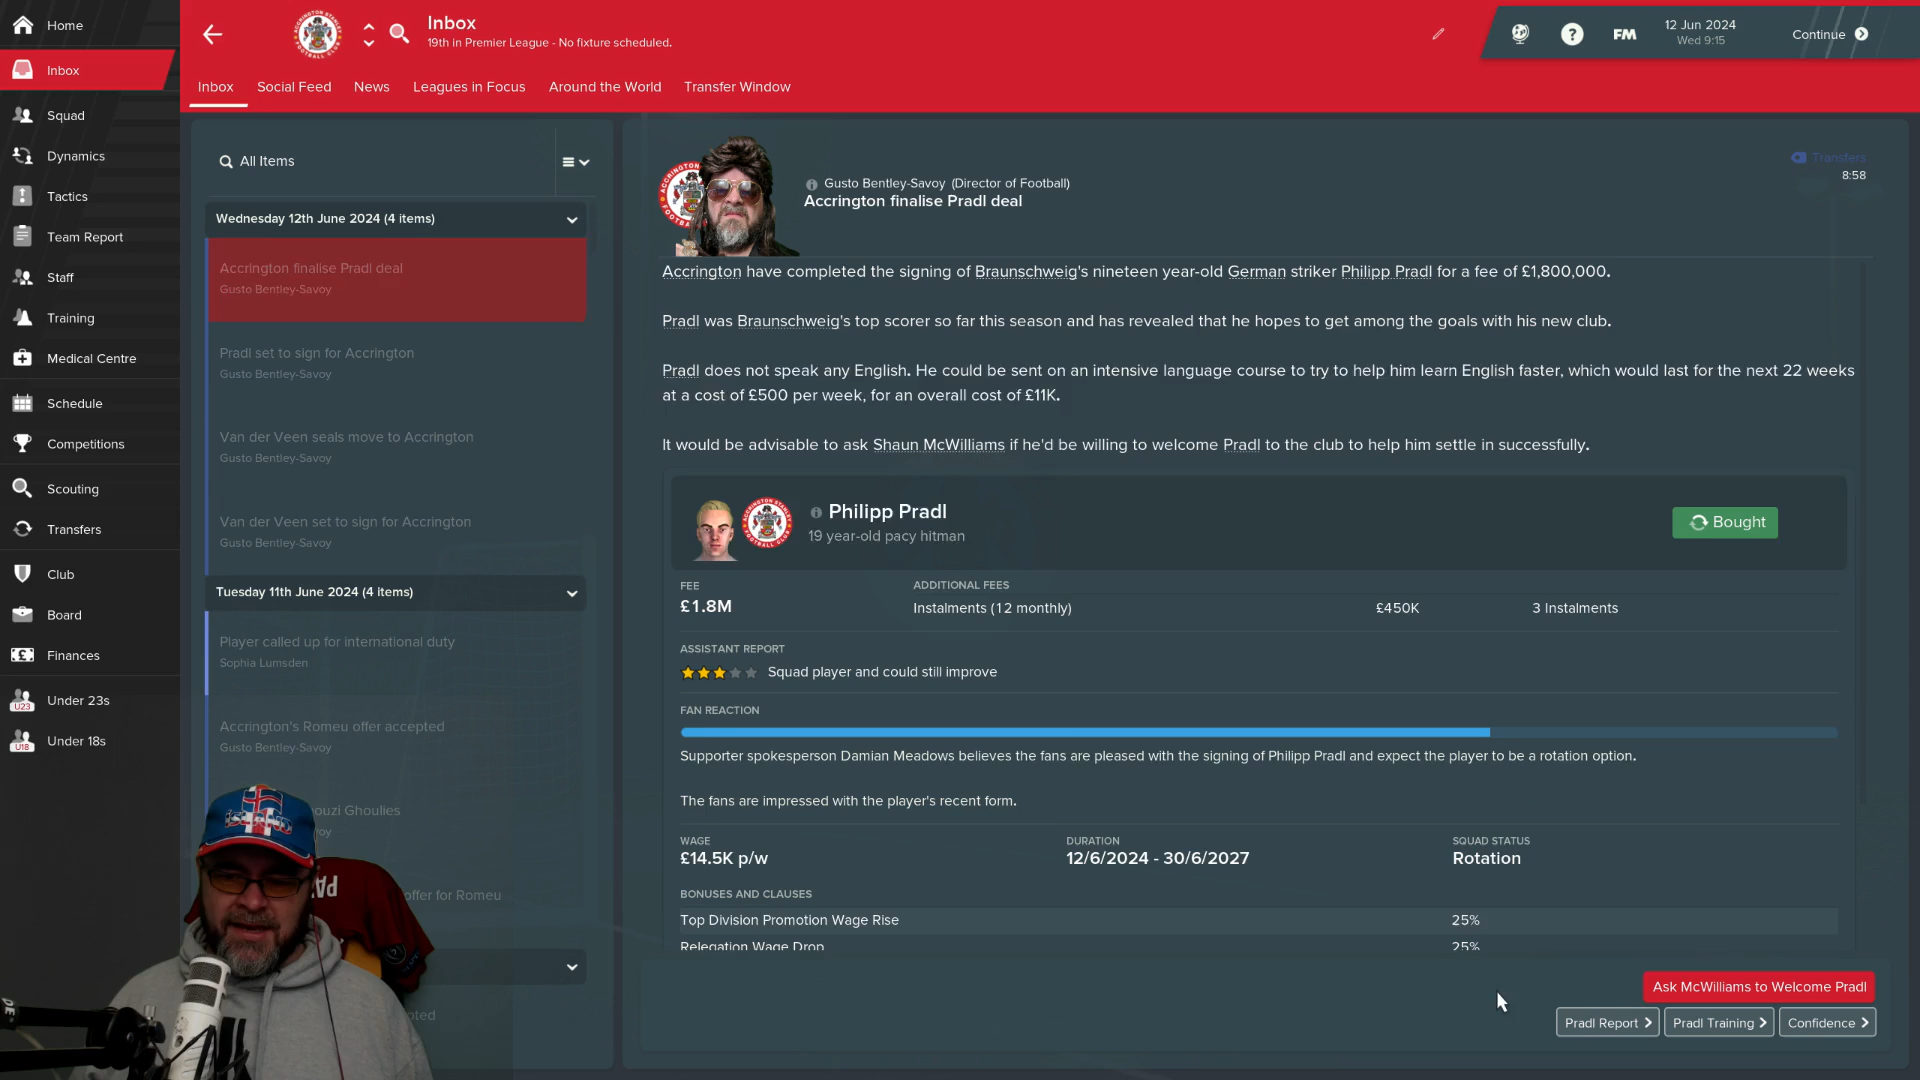 Home
Inbox
Squad
Dynamics
Tactics
Team Report
Staff
Training
Medical Centre
Schedule
Competitions
Scouting
Transfers
Club
Board
Finances
U23
Under 23s
U18
Under 18s
Inbox
19th in Premier League - No fixture scheduled.
FM
12 Jun 2024
Wed 9:15
Continue
Inbox
Social Feed
News
Leagues in Focus
Around the World
Transfer Window
All Items
Wednesday 12th June 2024 (4 items)
Accrington finalise Pradl deal
Gusto Bentley-Savoy
Pradl set to sign for Accrington
Gusto Bentley-Savoy
Van der Veen seals move to Accrington
Gusto Bentley-Savoy
Van der Veen set to sign for Accrington
Gusto Bentley-Savoy
Tuesday 11th June 2024 (4 items)
Player called up for international duty
Sophia Lumsden
Accrington's Romeu offer accepted
Gusto Bentley-Savoy
ouzi Ghoulies
offer for Romeu
Transfers
8:58
Gusto Bentley-Savoy (Director of Football)
Accrington finalise Pradl deal
Accrington have completed the signing of Braunschweig's nineteen year-old German striker Philipp Pradl for a fee of £1,800,000.
Pradl was Braunschweig's top scorer so far this season and has revealed that he hopes to get among the goals with his new club.
Pradl does not speak any English. He could be sent on an intensive language course to try to help him learn English faster, which would last for the next 22 weeks
at a cost of £500 per week, for an overall cost of £11K.
It would be advisable to ask Shaun McWilliams if he'd be willing to welcome Pradl to the club to help him settle in successfully.
Philipp Pradl
19 year-old pacy hitman
Bought
FEE
£1.8M
ADDITIONAL FEES
Instalments (12 monthly) £450K 3 Instalments
ASSISTANT REPORT
Squad player and could still improve
FAN REACTION
Supporter spokesperson Damian Meadows believes the fans are pleased with the signing of Philipp Pradl and expect the player to be a rotation option.
The fans are impressed with the player's recent form.
WAGE
£14.5K p/w
DURATION
12/6/2024 - 30/6/2027
SQUAD STATUS
Rotation
BONUSES AND CLAUSES
Top Division Promotion Wage Rise 25%
Relegation Wage Drop 25%
Ask McWilliams to Welcome Pradl
Pradl Report
Pradl Training
Confidence